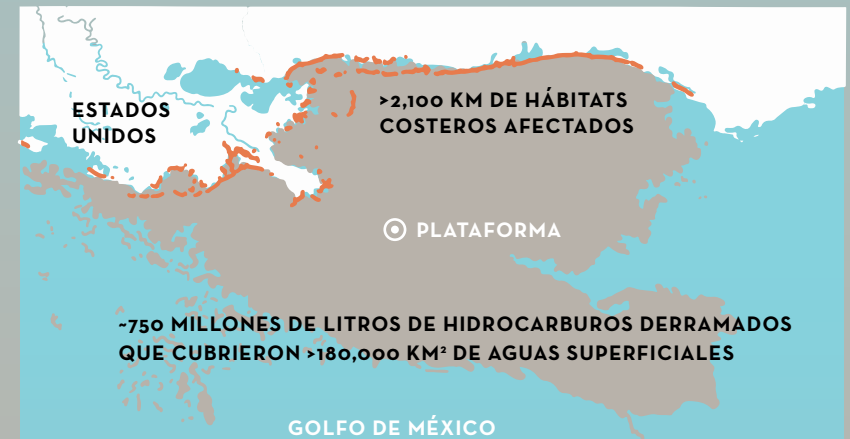 ESTADOS
UNIDOS
>2,100 KM DE HÁBITATS
COSTEROS AFECTADOS
PLATAFORMA
~750 MILLONES DE LITROS DE HIDROCARBUROS DERRAMADOS
QUE CUBRIERON >180,000 KM² DE AGUAS SUPERFICIALES
GOLFO DE MÉXICO